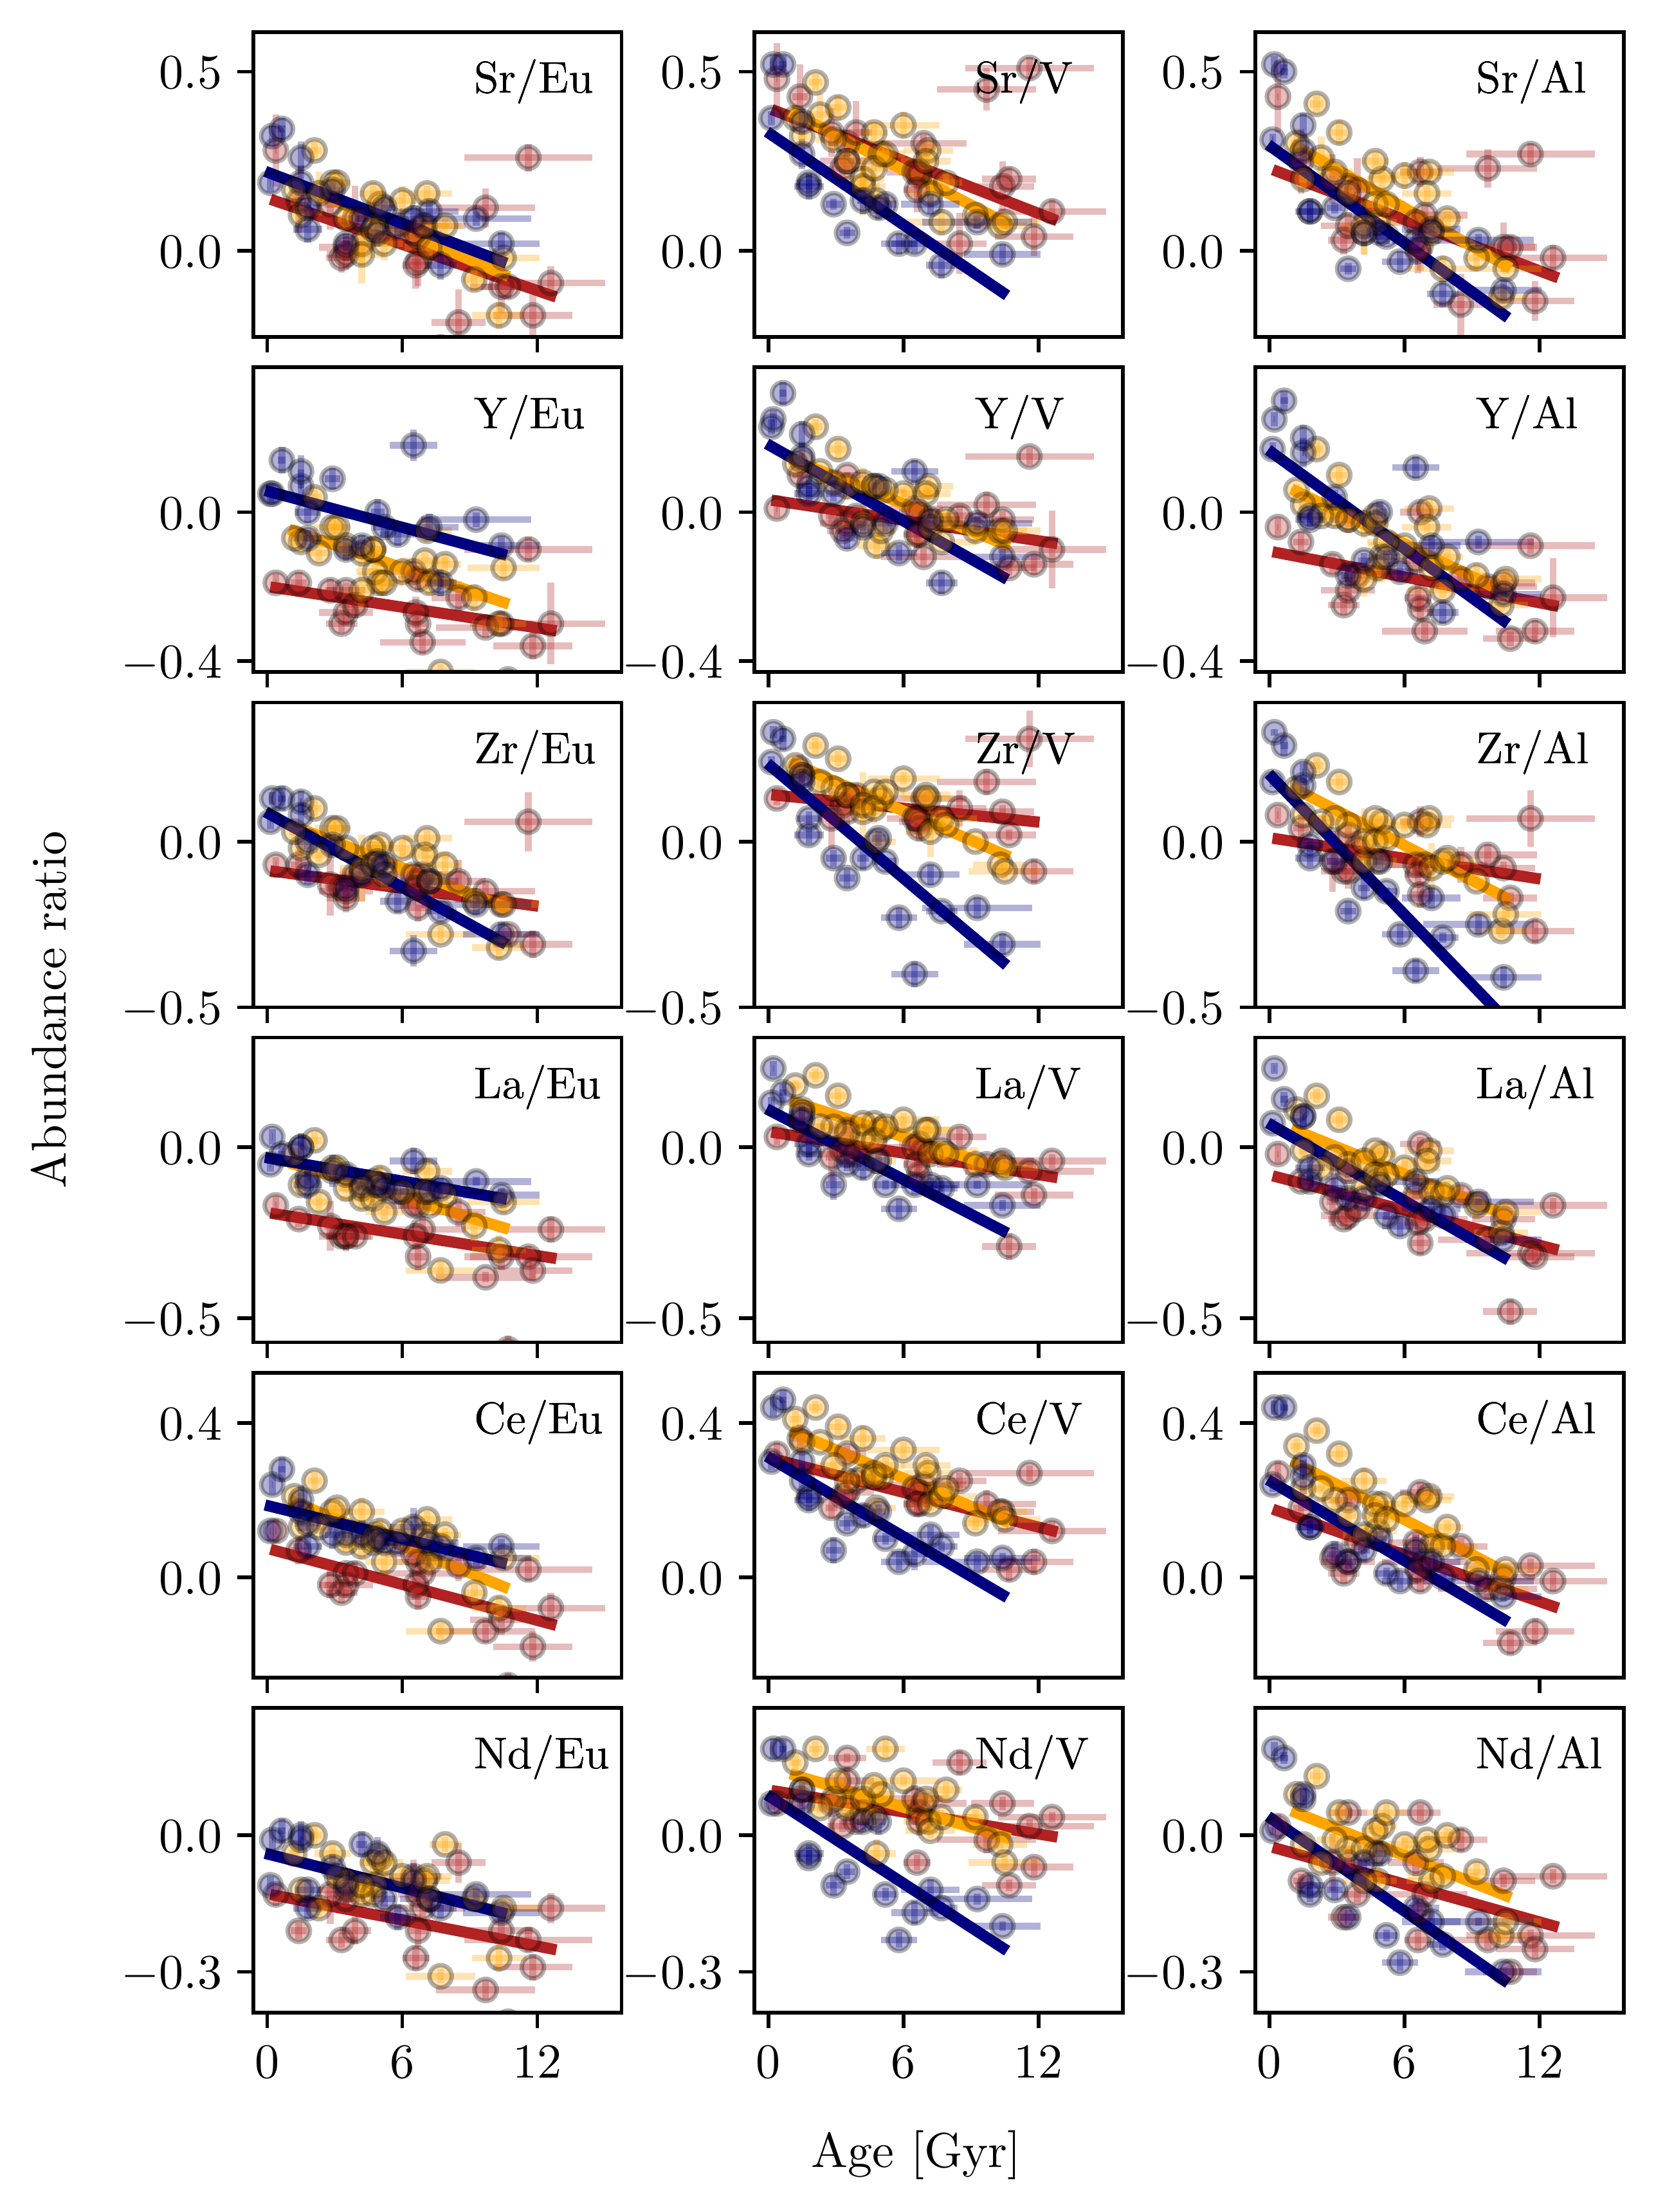 0.5
0.0
Sr/Eu
Sr/V
0.5
0.0
Sr/Al
0.5
0.0
Y/Eu
0.0
−0.4
Y/V
0.0
−0.4
Y/Al
0.0
−0.4
Zr/Eu
0.0
−0.5
Zr/V
0.0
−0.5
Zr/Al
0.0
−0.5
Abundance ratio
La/Eu
0.0
−0.5
La/V
0.0
−0.5
La/Al
0.0
−0.5
Ce/Eu
0.4
0.0
Ce/V
0.4
0.0
Ce/Al
0.4
0.0
Nd/Eu
0.0
−0.3
Nd/V
0.0
−0.3
Nd/Al
0.0
−0.3
0 6 12
0 6 12
0 6 12
Age [Gyr]